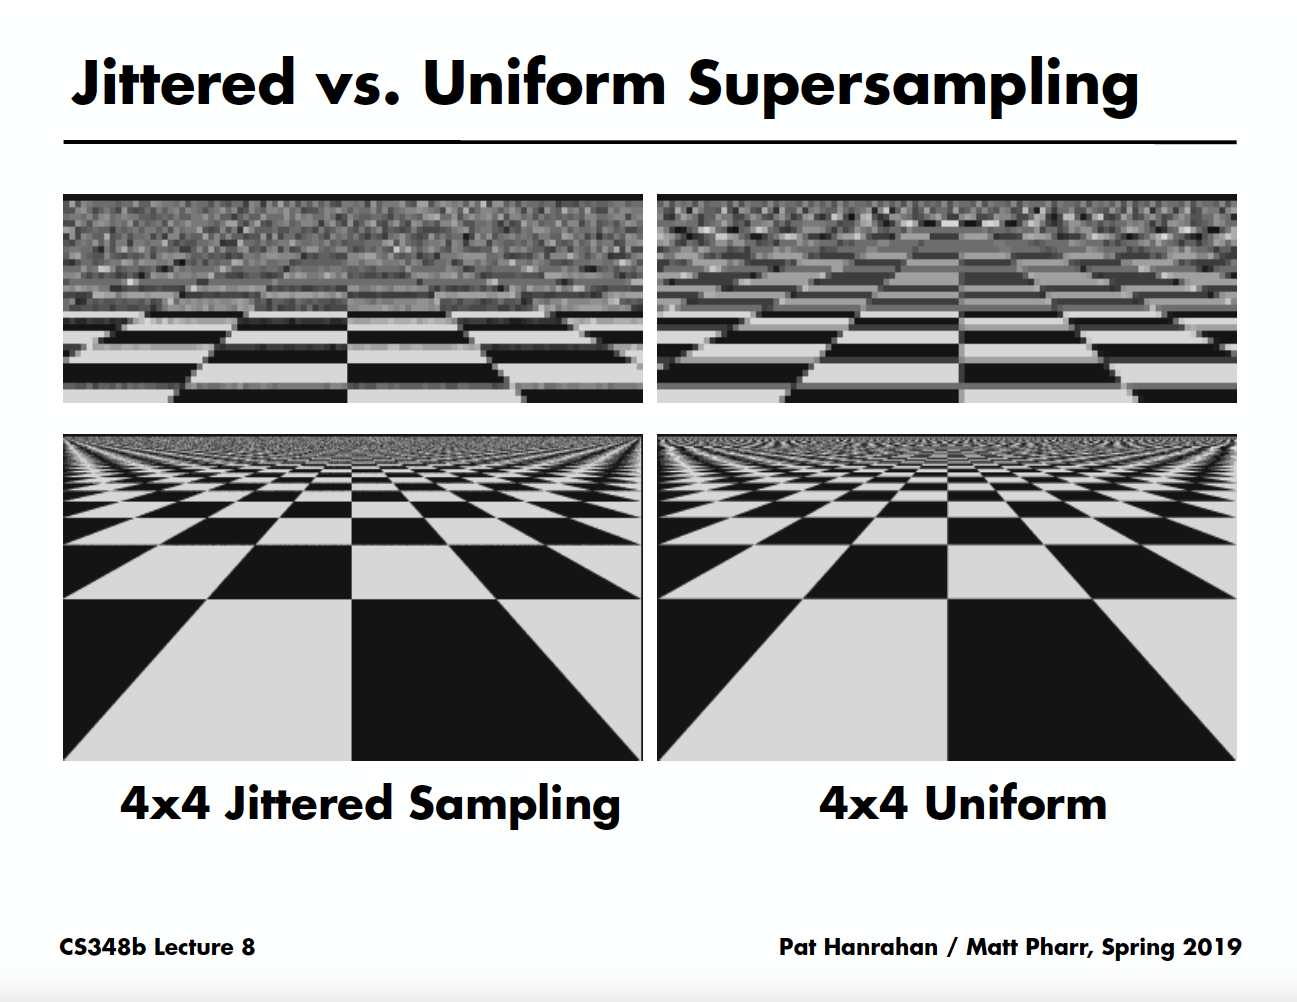 Jittered vs. Uniform Supersampling
4x4 Jittered Sampling
4x4 Uniform
CS348b Lecture 8
Pat Hanrahan / Matt Pharr, Spring 2019